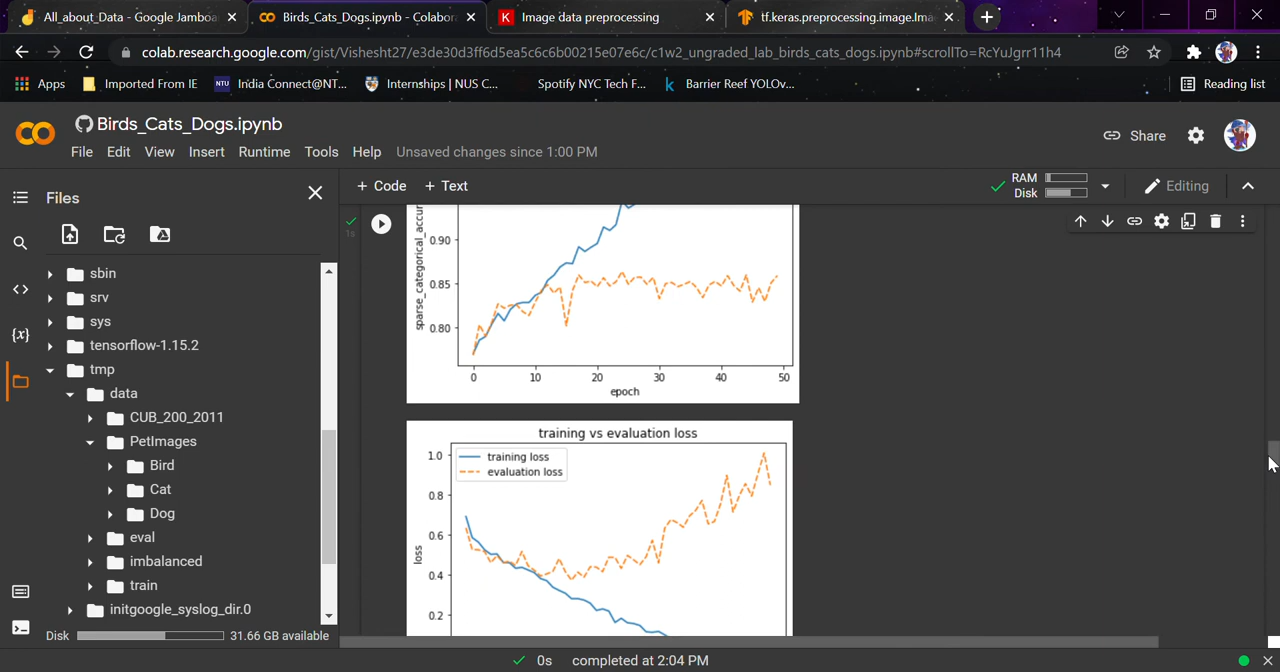 All_about_Data - Google Jamboa
Birds_Cats_Dogs.ipynb - Colabora
Image data preprocessing
tf.keras.preprocessing.image.Ima
colab.research.google.com/gist/Vishesht27/e3de30d3ff6d5ea5c6c6b00215e07e6c/c1w2_ungraded_lab_birds_cats_dogs.ipynb#scrollTo=RcYuJgrr11h4
Apps
Imported From IE
NTU India Connect@NT...
Internships | NUS C...
Spotify NYC Tech F...
k Barrier Reef YOLOv...
Reading list
Birds_Cats_Dogs.ipynb
File Edit View Insert Runtime Tools Help Unsaved changes since 1:00 PM
Share
Files
+ Code + Text
RAM
Disk
Editing
sbin
srv
sys
tensorflow-1.15.2
tmp
data
CUB_200_2011
PetImages
Bird
Cat
Dog
eval
imbalanced
train
initgoogle_syslog_dir.0
Disk 31.66 GB available
1s
sparse_categorical_accur
0.90
0.85
0.80
0 10 20 30 40 50
epoch
training vs evaluation loss
training loss
evaluation loss
loss
1.0
0.8
0.6
0.4
0.2
0s completed at 2:04 PM